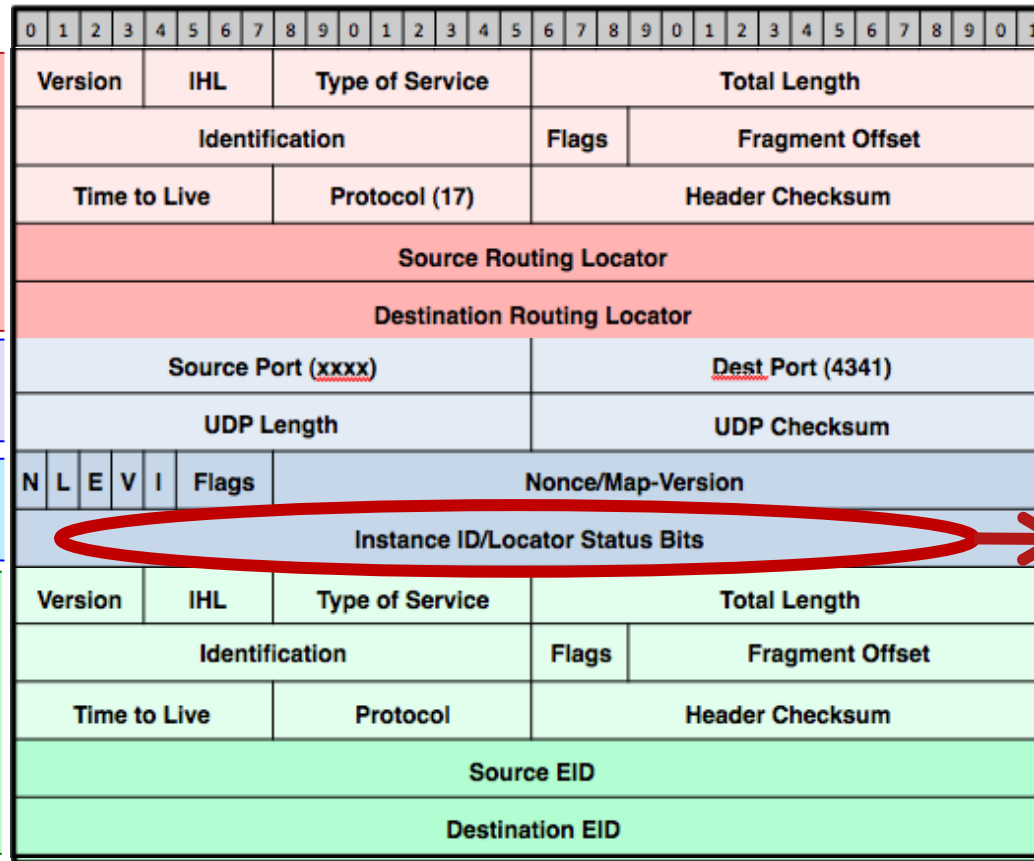 0 1 2 3 4 5 6 7 8 9 0 1 2 3 4 5 6 7 8 9 0 1 2 3 4 5 6 7 8 9 0 1
Version IHL Type of Service Total Length
Identification Flags Fragment Offset
Time to Live Protocol (17) Header Checksum
Source Routing Locator
Destination Routing Locator
Source Port (xxxx) Dest Port (4341)
UDP Length UDP Checksum
N L E V I Flags Nonce/Map-Version
Instance ID/Locator Status Bits
Version IHL Type of Service Total Length
Identification Flags Fragment Offset
Time to Live Protocol Header Checksum
Source EID
Destination EID